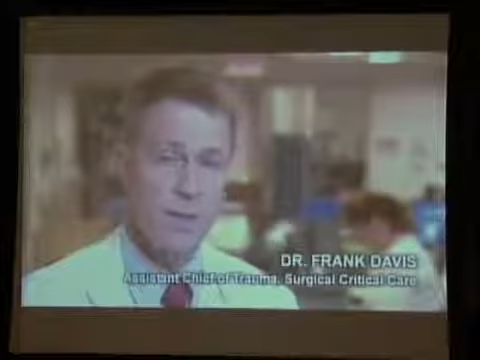 DR. FRANK DAVIS
Assistant Chief of Trauma, Surgical Critical Care